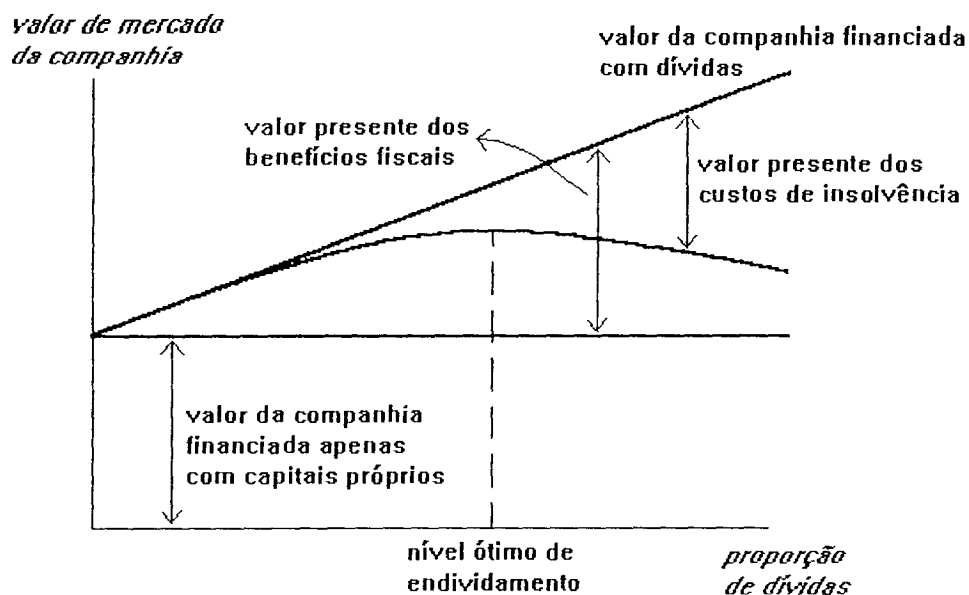 valor de mercado
da companhia
valor da companhia financiada
com dívidas
valor presente dos
benefícios fiscais
valor presente dos
custos de insolvência
valor da companhia
financiada apenas
com capitais próprios
nível ótimo de
endividamento
proporção
de dívidas